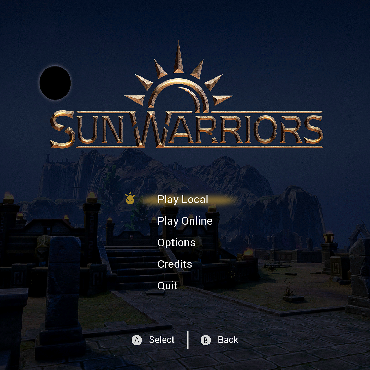 SUNWARRIORS
Play Local
Play Online
Options
Credits
Quit
A Select B Back